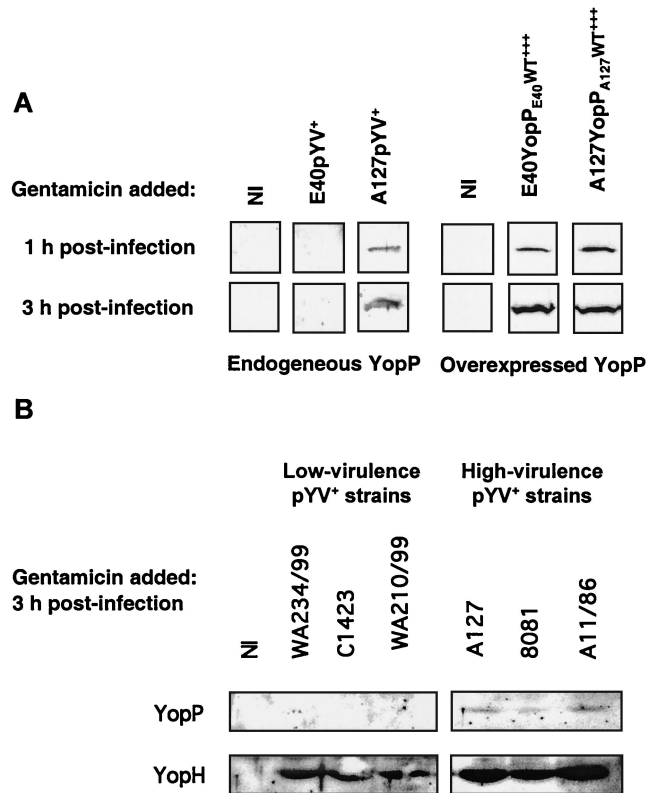 A
Gentamicin added:
NI
E40pYV+
A127pYV+
NI
E40YopPE40WT+++
A127YopPA127WT+++
1 h post-infection
3 h post-infection
Endogeneous YopP
Overexpressed YopP
B
Low-virulence
pYV+ strains
High-virulence
pYV+ strains
Gentamicin added:
3 h post-infection
NI
WA234/99
C1423
WA210/99
A127
8081
A11/86
YopP
YopH